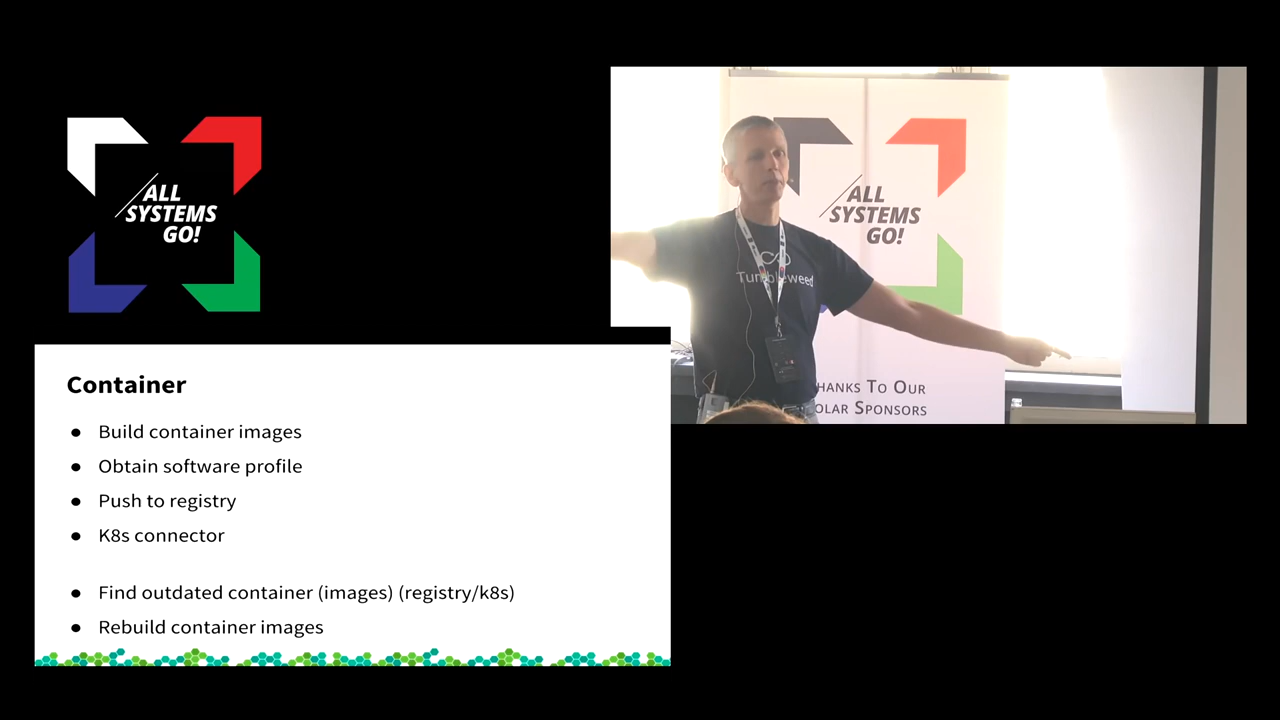 /ALL
SYSTEMS
GO!
/ALL
SYSTEMS
GO!
Tumbleweed
HANKS TO OUR
OLAR SPONSORS
Container
● Build container images
● Obtain software profile
● Push to registry
● K8s connector
● Find outdated container (images) (registry/k8s)
● Rebuild container images